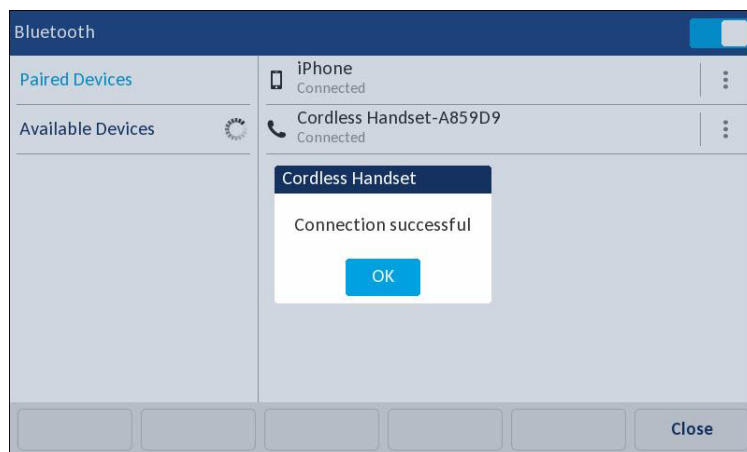 Bluetooth
Paired Devices
Available Devices
iPhone
Connected
Cordless Handset-A859D9
Connected
Cordless Handset
Connection successful
OK
Close